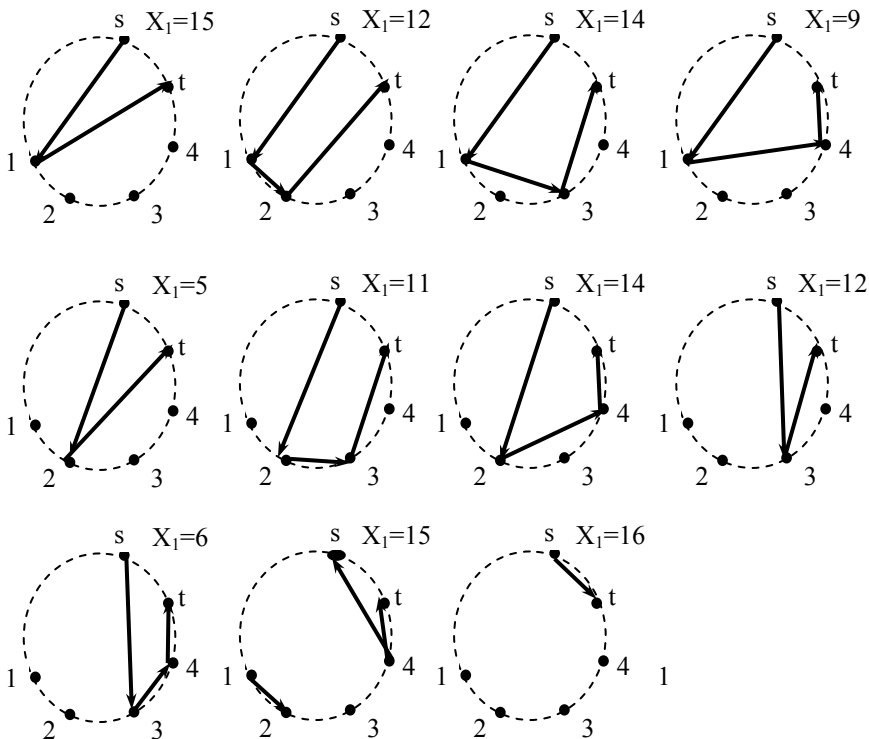 s X₁=15 s X₁=12 s X₁=14 s X₁=9
t t t t
4 4 4 4
1 1 1 1
2 3 2 3 2 3 2 3
s X₁=5 s X₁=11 s X₁=14 s X₁=12
t t t t
4 4 4 4
1 1 1 1
2 3 2 3 2 3 2 3
s X₁=6 s X₁=15 s X₁=16
t t t
1 4 1 4 1 4 1
2 3 2 3 2 3